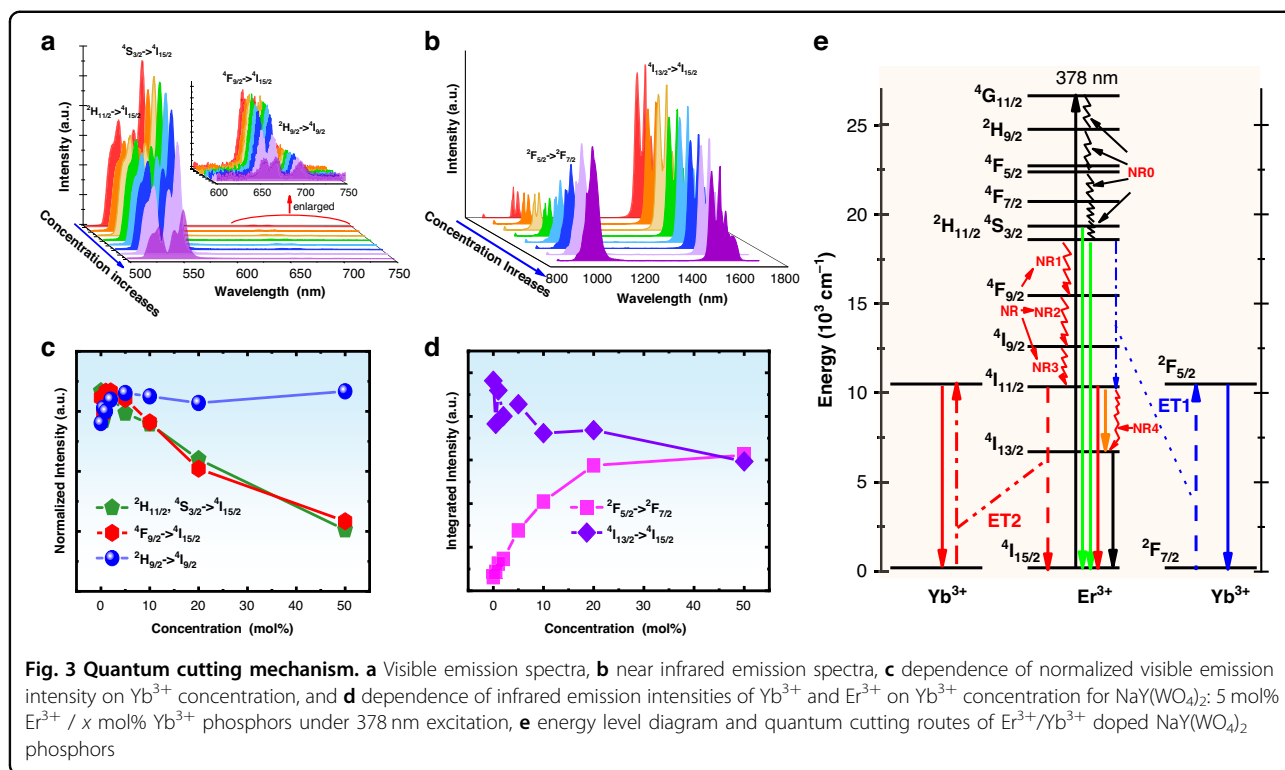 a
⁴S₃/₂->⁴I₁₅/₂
²H₁₁/₂->⁴I₁₅/₂
⁴F₉/₂->⁴I₁₅/₂
²H₉/₂->⁴I₉/₂
600 650 700 750
enlarged
Intensity (a.u.)
Concentration increases
500 550 600 650 700 750
Wavelength (nm)
b
⁴I₁₃/₂->⁴I₁₅/₂
²F₅/₂->²F₇/₂
Intensity (a.u.)
Concentration Inreases
800 1000 1200 1400 1600 1800
Wavelength (nm)
c
Normalized Intensity (a.u.)
²H₁₁/₂, ⁴S₃/₂->⁴I₁₅/₂
⁴F₉/₂->⁴I₁₅/₂
²H₉/₂->⁴I₉/₂
0 10 20 30 40 50
Concentration (mol%)
d
Integrated Intensity (a.u.)
²F₅/₂->²F₇/₂
⁴I₁₃/₂->⁴I₁₅/₂
0 10 20 30 40 50
Concentration (mol%)
e
378 nm
⁴G₁₁/₂
25
²H₉/₂
⁴F₅/₂
NR0
⁴F₇/₂
20
²H₁₁/₂ ⁴S₃/₂
NR1
⁴F₉/₂
15
NR NR2
⁴I₉/₂
NR3
²F₅/₂
⁴I₁₁/₂
10
ET1
NR4
⁴I₁₃/₂
5
ET2
⁴I₁₅/₂
²F₇/₂
0
Energy (10³ cm⁻¹)
Yb³⁺ Er³⁺ Yb³⁺
Fig. 3 Quantum cutting mechanism. a Visible emission spectra, b near infrared emission spectra, c dependence of normalized visible emission
intensity on Yb³⁺ concentration, and d dependence of infrared emission intensities of Yb³⁺ and Er³⁺ on Yb³⁺ concentration for NaY(WO₄)₂: 5 mol%
Er³⁺ / x mol% Yb³⁺ phosphors under 378 nm excitation, e energy level diagram and quantum cutting routes of Er³⁺/Yb³⁺ doped NaY(WO₄)₂
phosphors